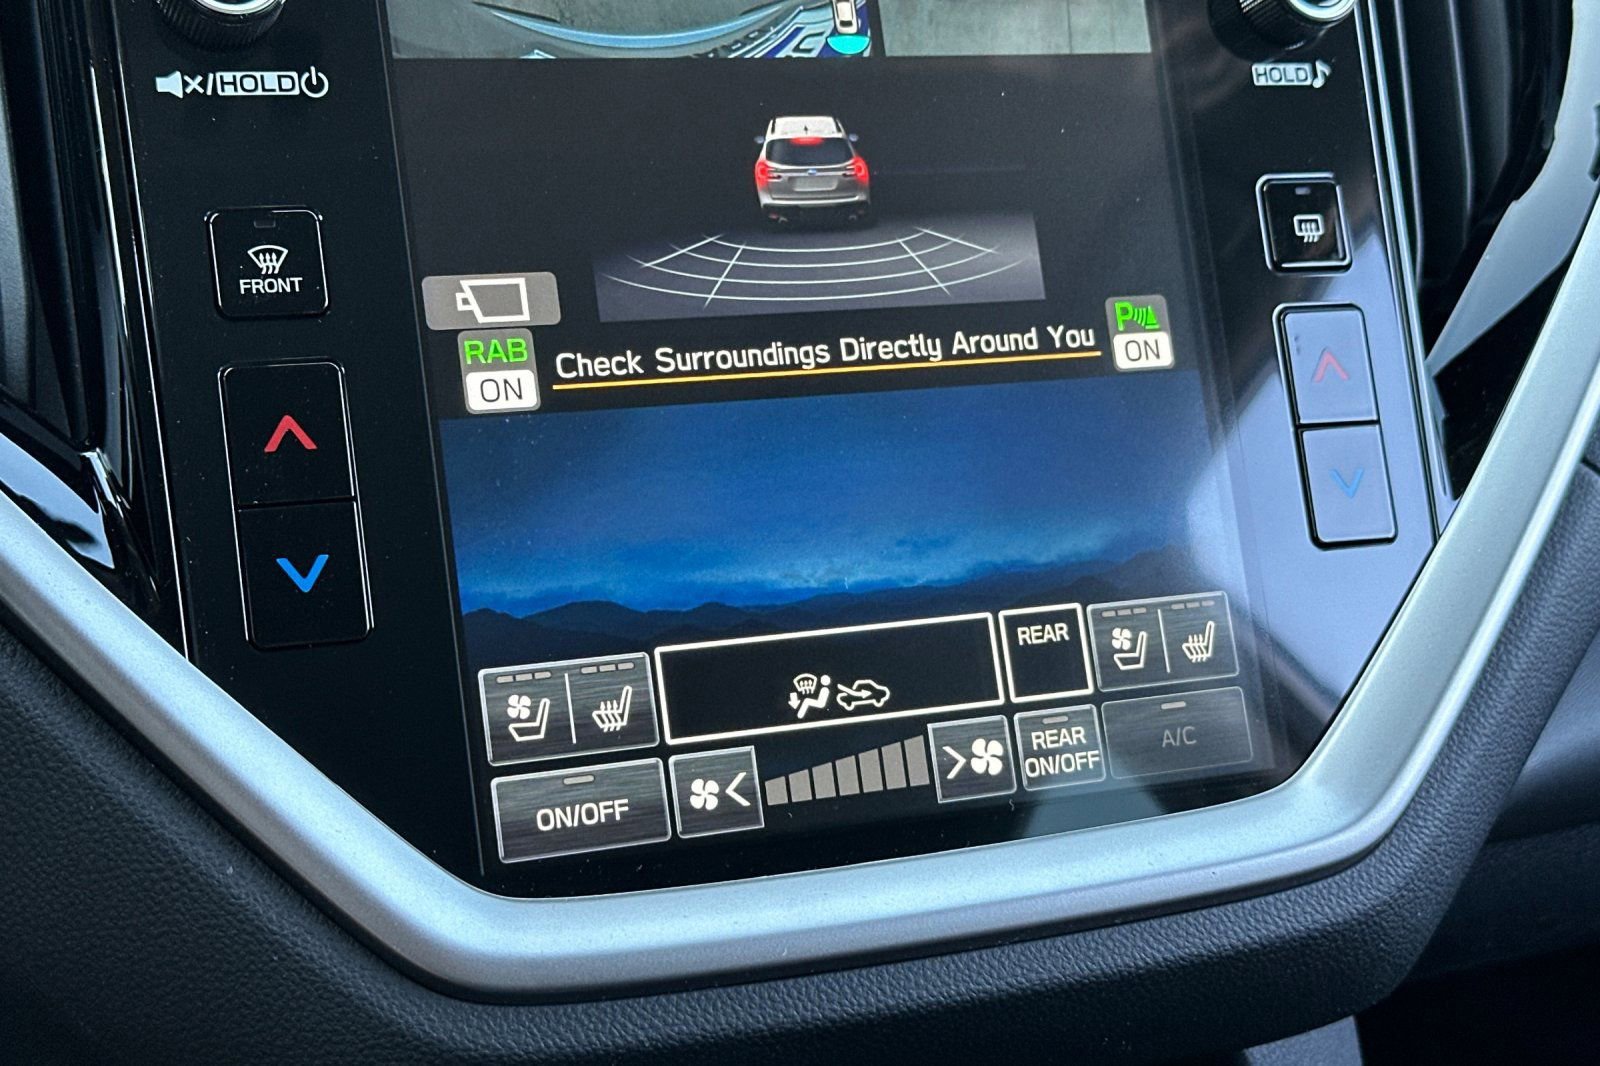 /HOLD
HOLD
FRONT
RAB
ON
Check Surroundings Directly Around You
P
ON
REAR
ON/OFF
REAR
ON/OFF
A/C